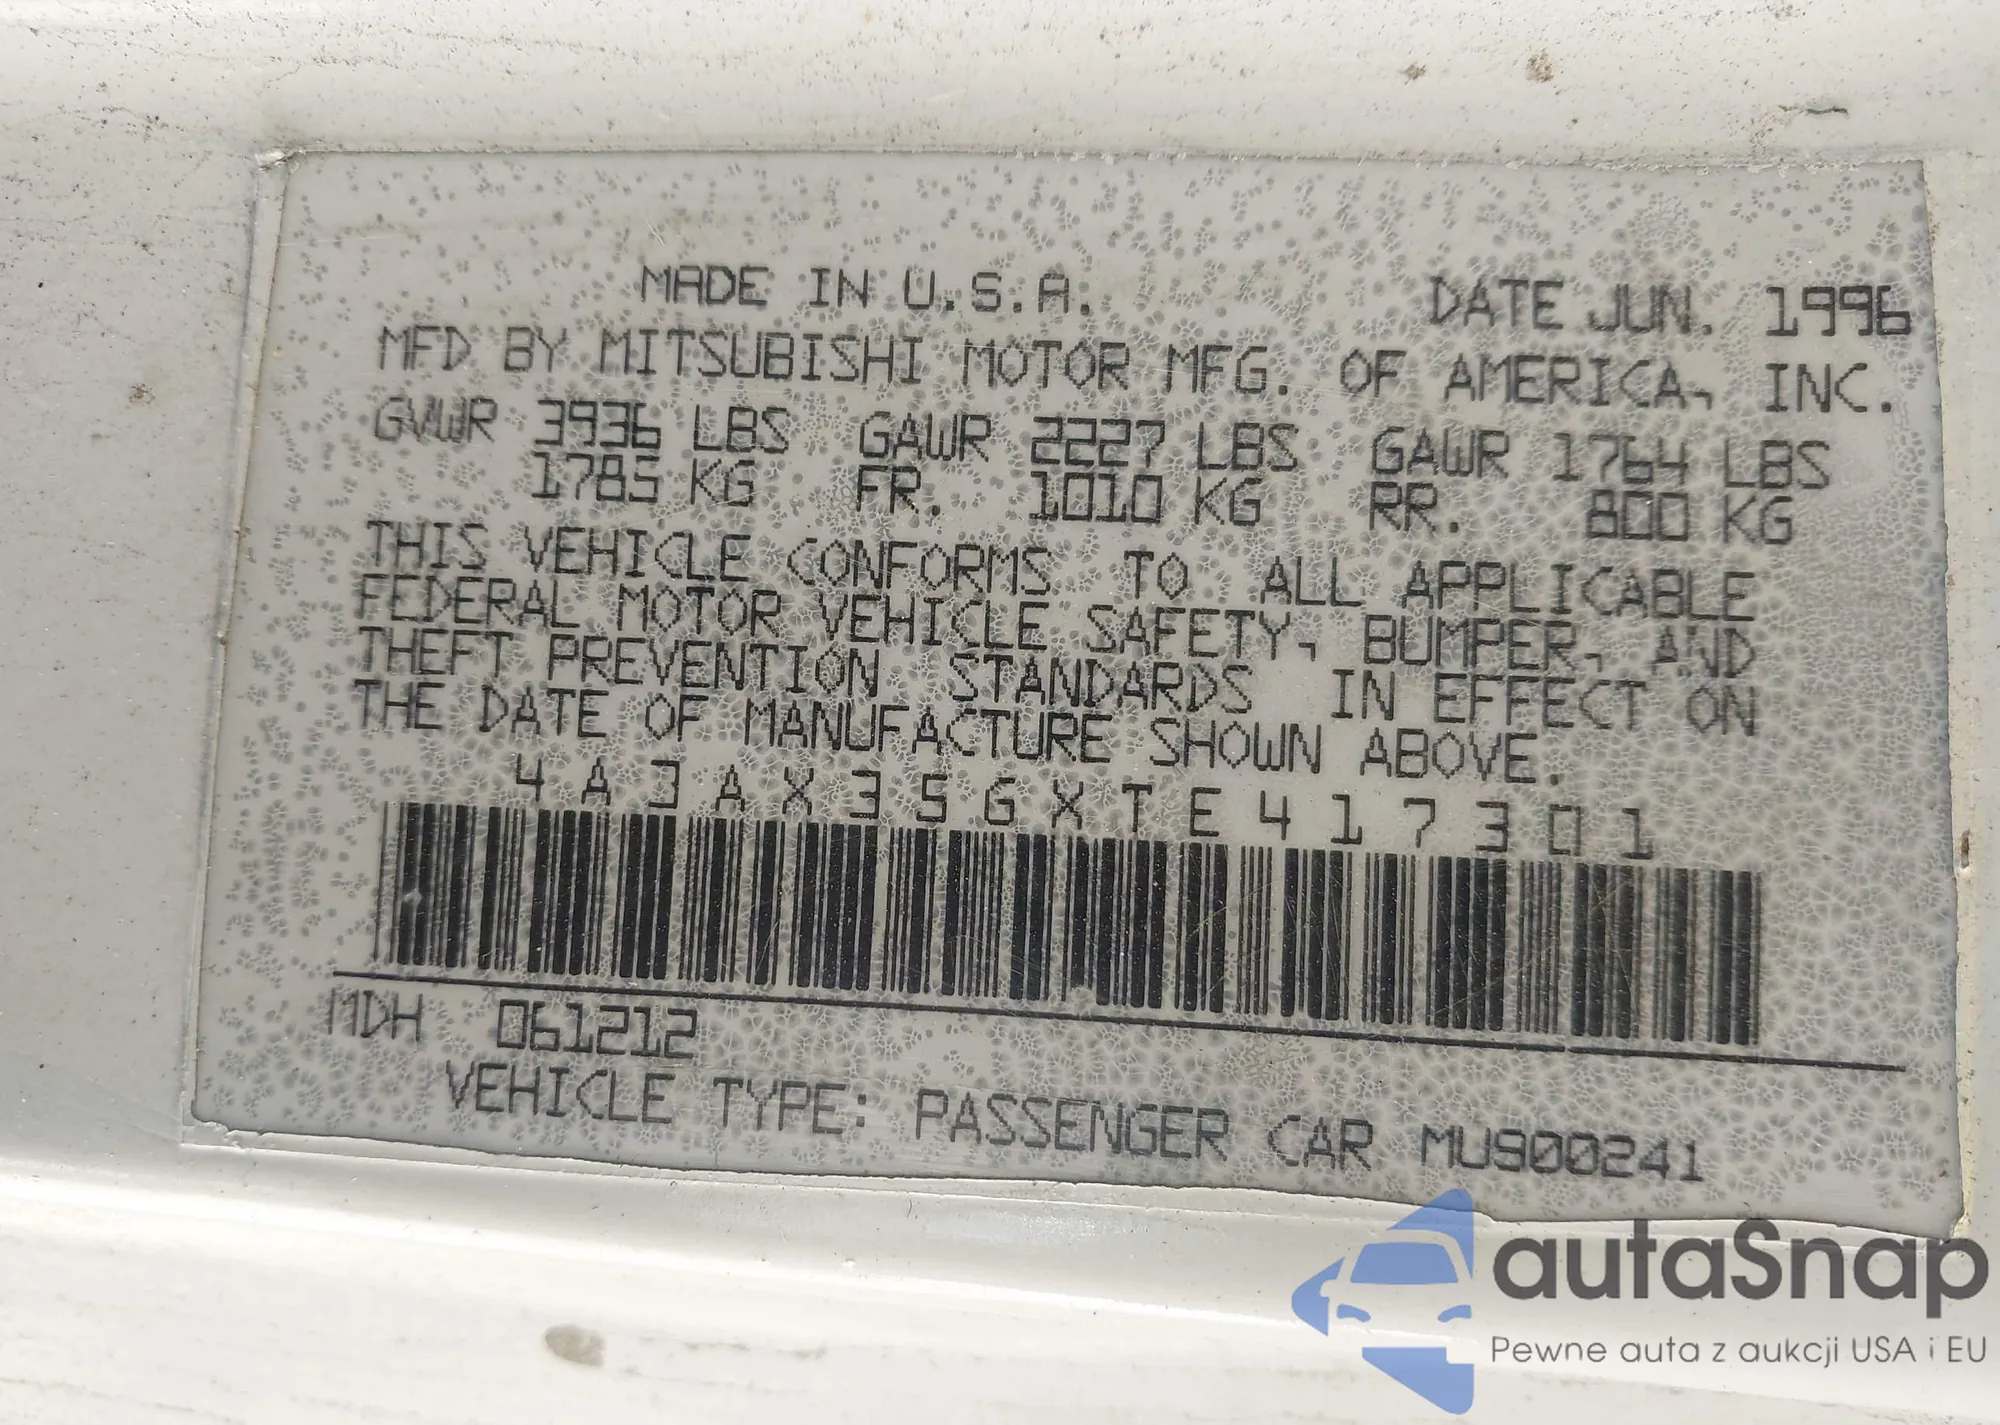 MADE IN U.S.A. DATE JUN. 1996
MFD BY MITSUBISHI MOTOR MFG. OF AMERICA, INC.
GVWR 3936 LBS GAWR 2227 LBS GAWR 1764 LBS
1785 KG FR. 1010 KG RR. 800 KG
THIS VEHICLE CONFORMS TO ALL APPLICABLE
FEDERAL MOTOR VEHICLE SAFETY, BUMPER, AND
THEFT PREVENTION STANDARDS IN EFFECT ON
THE DATE OF MANUFACTURE SHOWN ABOVE.
4A3AX35GXTE417301
MDH 061212
VEHICLE TYPE: PASSENGER CAR MU900241
autaSnap
Pewne auta z aukcji USA i EU